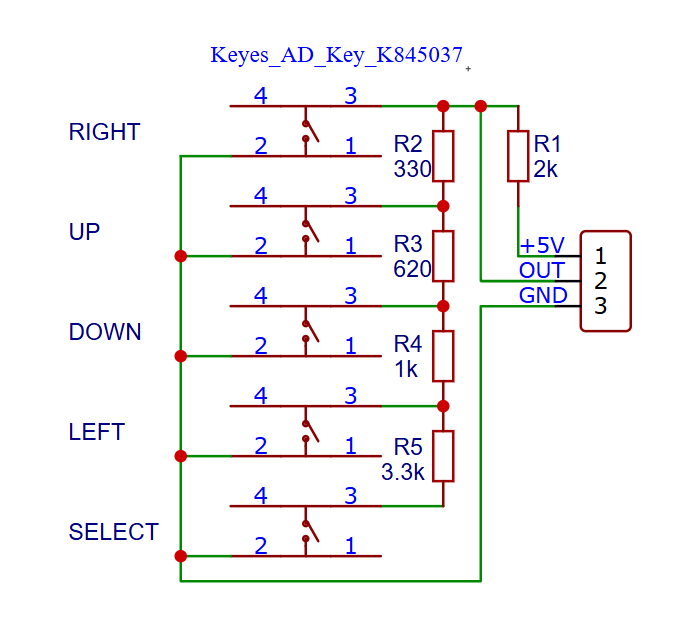 Keyes_AD_Key_K845037
4 3
RIGHT
2 1
R2
330
R1
2k
4 3
UP
2 1
R3
620
+5V
1
OUT
2
GND
3
4 3
DOWN
2 1
R4
1k
4 3
LEFT
2 1
R5
3.3k
4 3
SELECT
2 1